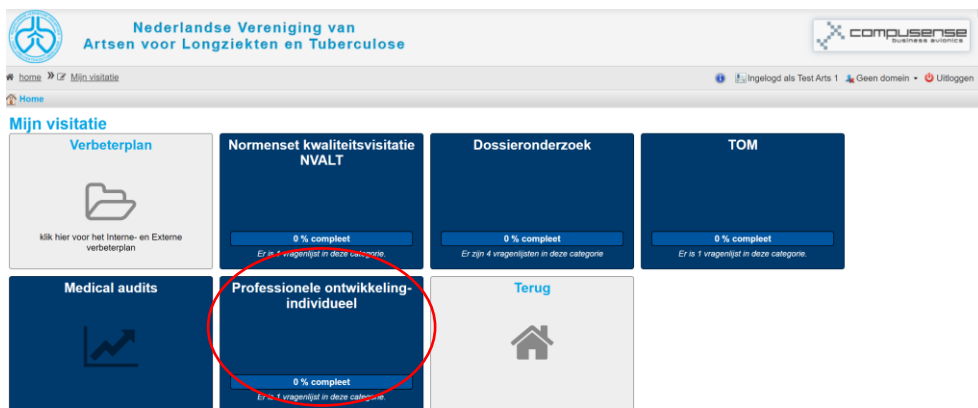 Nederlandse Vereniging van
Artsen voor Longziekten en Tuberculose
compusense
business avionics
home » Mijn visitatie
Ingelogd als Test Arts 1 Geen domein Uitloggen
Home
Mijn visitatie
Verbeterplan
klik hier voor het Interne- en Externe
verbeterplan
Normenset kwaliteitsvisitatie
NVALT
0 % compleet
Er is 1 vragenlijst in deze categorie.
Dossieronderzoek
0 % compleet
Er zijn 4 vragenlijsten in deze categorie
TOM
0 % compleet
Er is 1 vragenlijst in deze categorie.
Medical audits
Professionele ontwikkeling-
individueel
0 % compleet
Er is 1 vragenlijst in deze categorie.
Terug